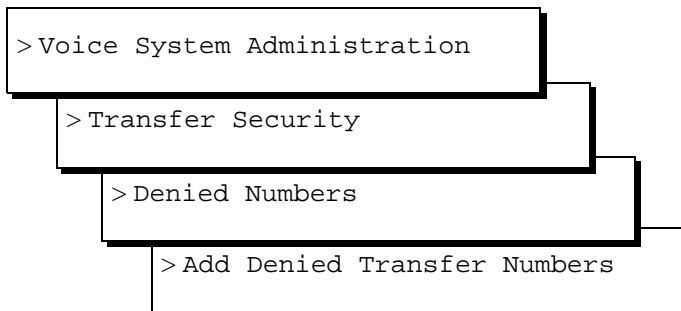 > Voice System Administration
> Transfer Security
> Denied Numbers
> Add Denied Transfer Numbers